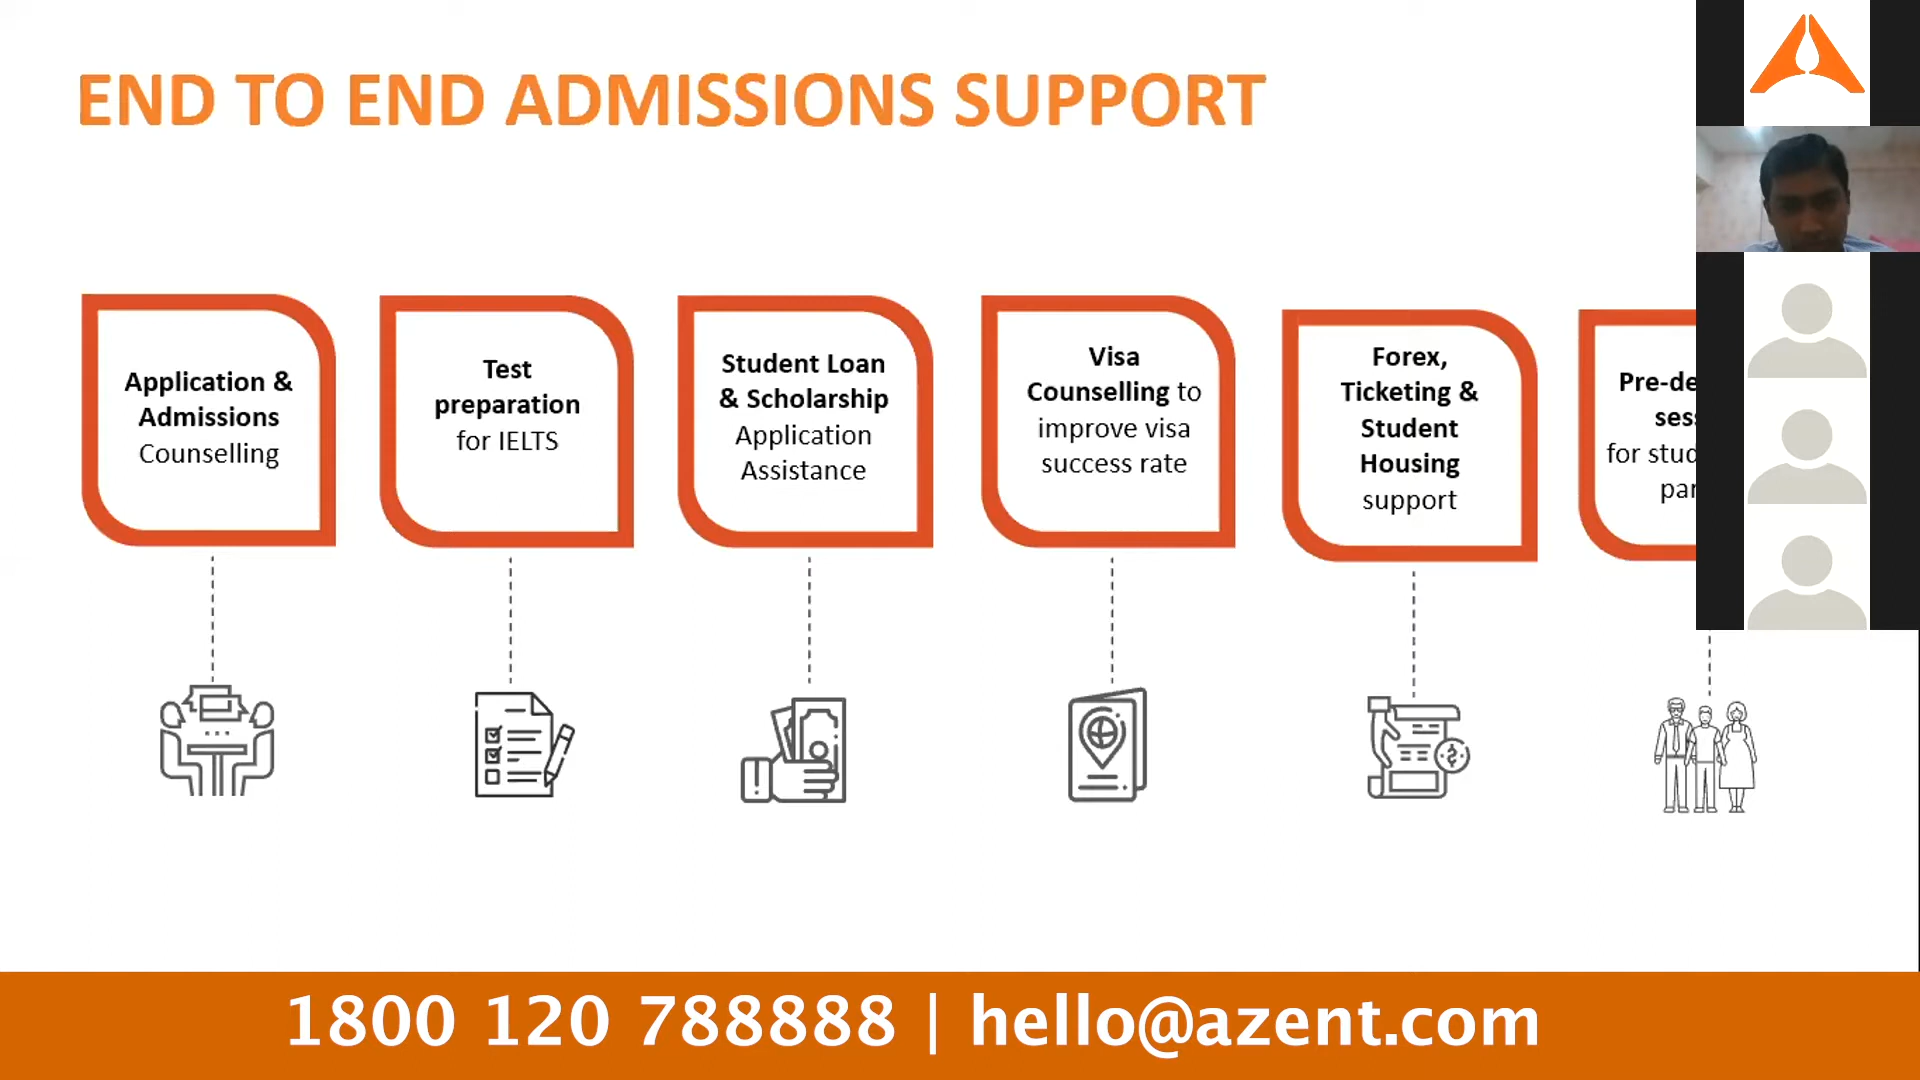 END TO END ADMISSIONS SUPPORT
Application &
Admissions
Counselling
Test
preparation
for IELTS
Student Loan
& Scholarship
Application
Assistance
Visa
Counselling to
improve visa
success rate
Forex,
Ticketing &
Student
Housing
support
for
1800 120 788888 | hello@azent.com